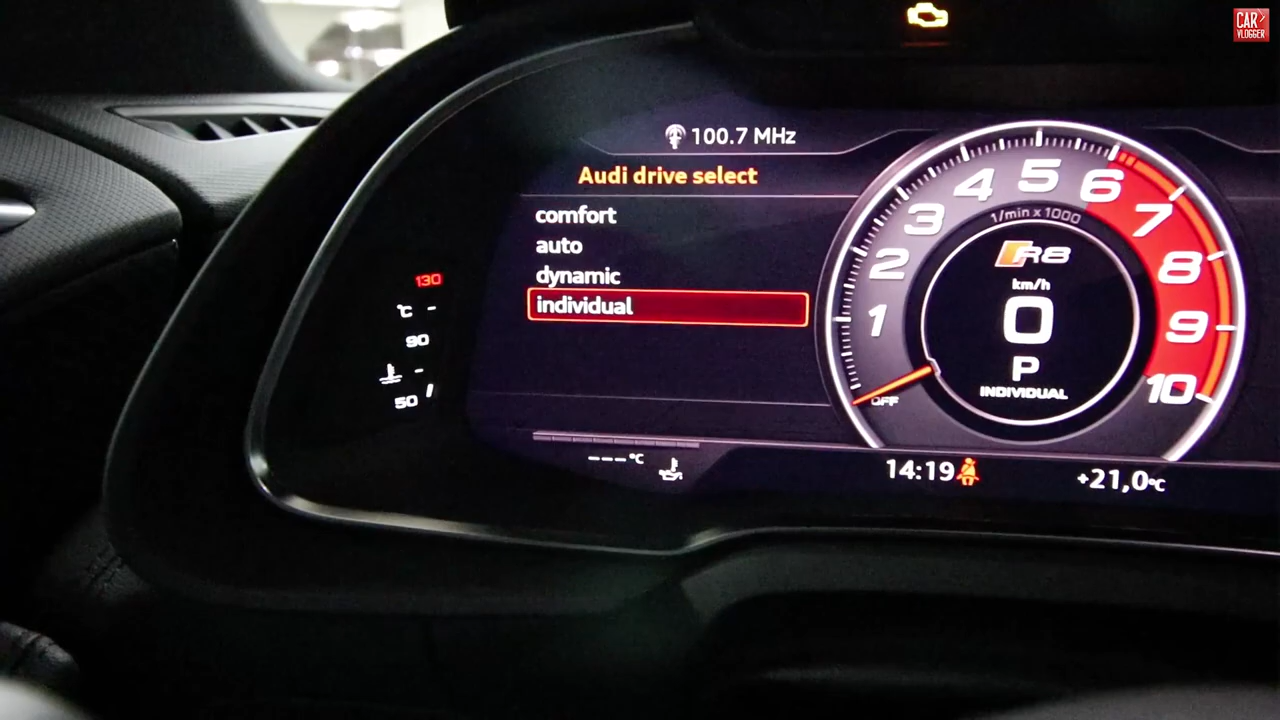 CAR
VLOGGER
100.7 MHz
Audi drive select
comfort
auto
dynamic
individual
130
°C
90
50
---°C
1
2
3
4
5
6
7
8
9
10
1/min x 1000
R8
km/h
0
P
INDIVIDUAL
OFF
14:19
+21,0°C